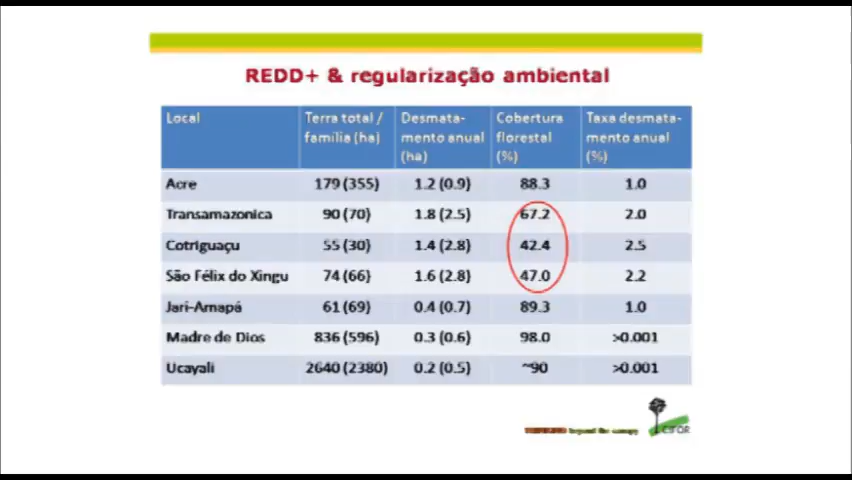 REDD+ & regularização ambiental
Local Terra total / família (ha) Desmata-mento anual (ha) Cobertura florestal (%) Taxa desmata-mento anual (%)
Acre 179 (355) 1.2 (0.9) 88.3 1.0
Transamazonica 90 (70) 1.8 (2.5) 67.2 2.0
Cotriguaçu 55 (30) 1.4 (2.8) 42.4 2.5
São Félix do Xingu 74 (66) 1.6 (2.8) 47.0 2.2
Jari-Amapá 61 (69) 0.4 (0.7) 89.3 1.0
Madre de Dios 836 (596) 0.3 (0.6) 98.0 >0.001
Ucayali 2640 (2380) 0.2 (0.5) ~90 >0.001
THINKING beyond the canopy
CIFOR